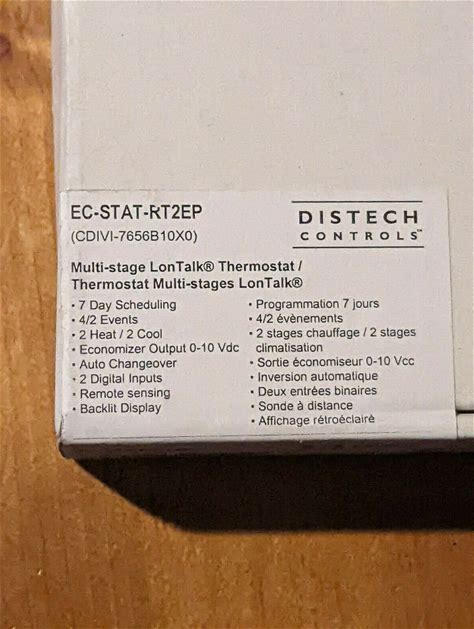 EC-STAT-RT2EP
(CDIVI-7656B10X0)
DISTECH
CONTROLS™
Multi-stage LonTalk® Thermostat /
Thermostat Multi-stages LonTalk®
• 7 Day Scheduling
• 4/2 Events
• 2 Heat / 2 Cool
• Economizer Output 0-10 Vdc
• Auto Changeover
• 2 Digital Inputs
• Remote sensing
• Backlit Display
• Programmation 7 jours
• 4/2 évènements
• 2 stages chauffage / 2 stages
climatisation
• Sortie économiseur 0-10 Vcc
• Inversion automatique
• Deux entrées binaires
• Sonde à distance
• Affichage rétroéclairé